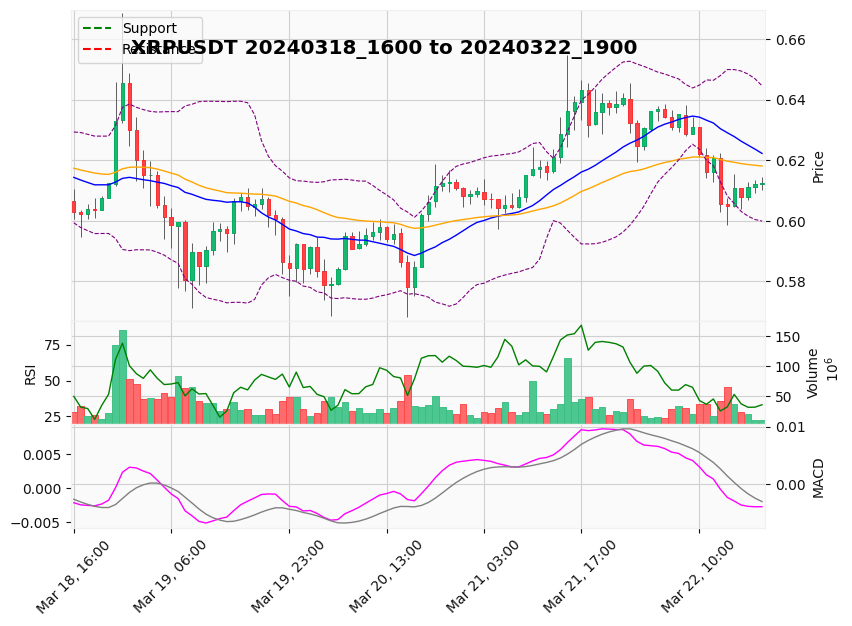 XRPUSDT 20240318_1600 to 20240322_1900
Support
Resistance
0.66
0.64
0.62
0.60
0.58
Price
75
50
25
RSI
150
100
50
Volume
10^6
0.005
0.000
−0.005
0.01
0.00
MACD
Mar 18, 16:00
Mar 19, 06:00
Mar 19, 23:00
Mar 20, 13:00
Mar 21, 03:00
Mar 21, 17:00
Mar 22, 10:00